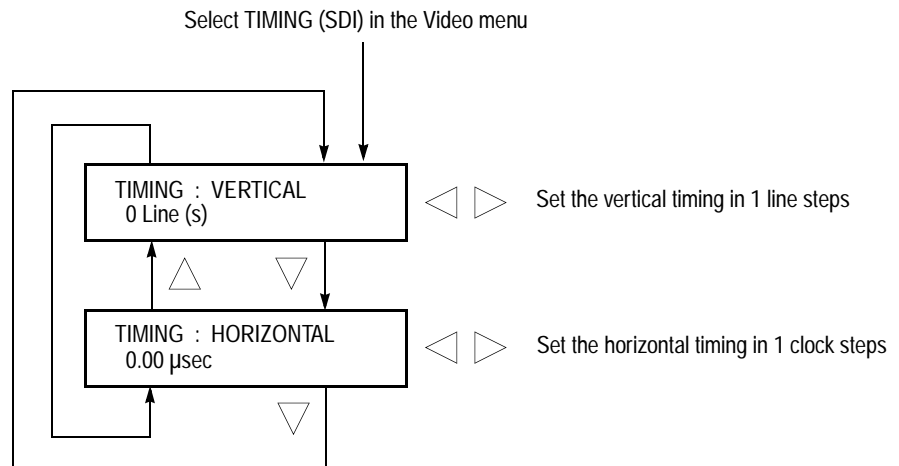 Select TIMING (SDI) in the Video menu
TIMING : VERTICAL
0 Line (s)
Set the vertical timing in 1 line steps
TIMING : HORIZONTAL
0.00 µsec
Set the horizontal timing in 1 clock steps